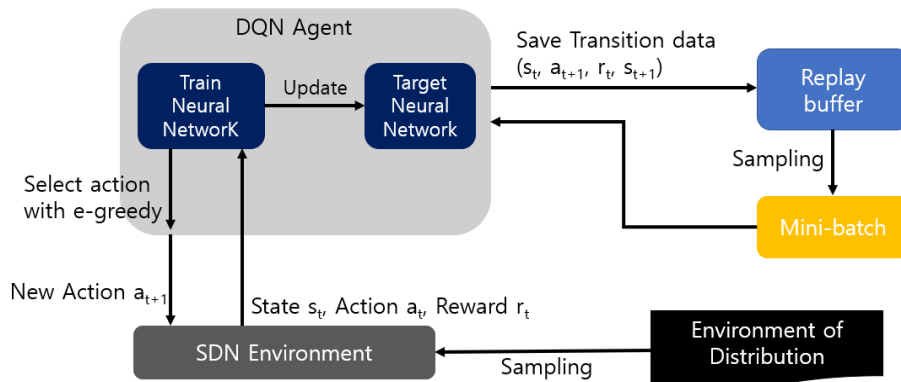 DQN Agent
Train
Neural
NetworK
Update
Target
Neural
Network
Save Transition data
(sₜ, aₜ₊₁, rₜ, sₜ₊₁)
Replay
buffer
Sampling
Mini-batch
Select action
with e-greedy
New Action aₜ₊₁
State sₜ, Action aₜ, Reward rₜ
SDN Environment
Sampling
Environment of
Distribution